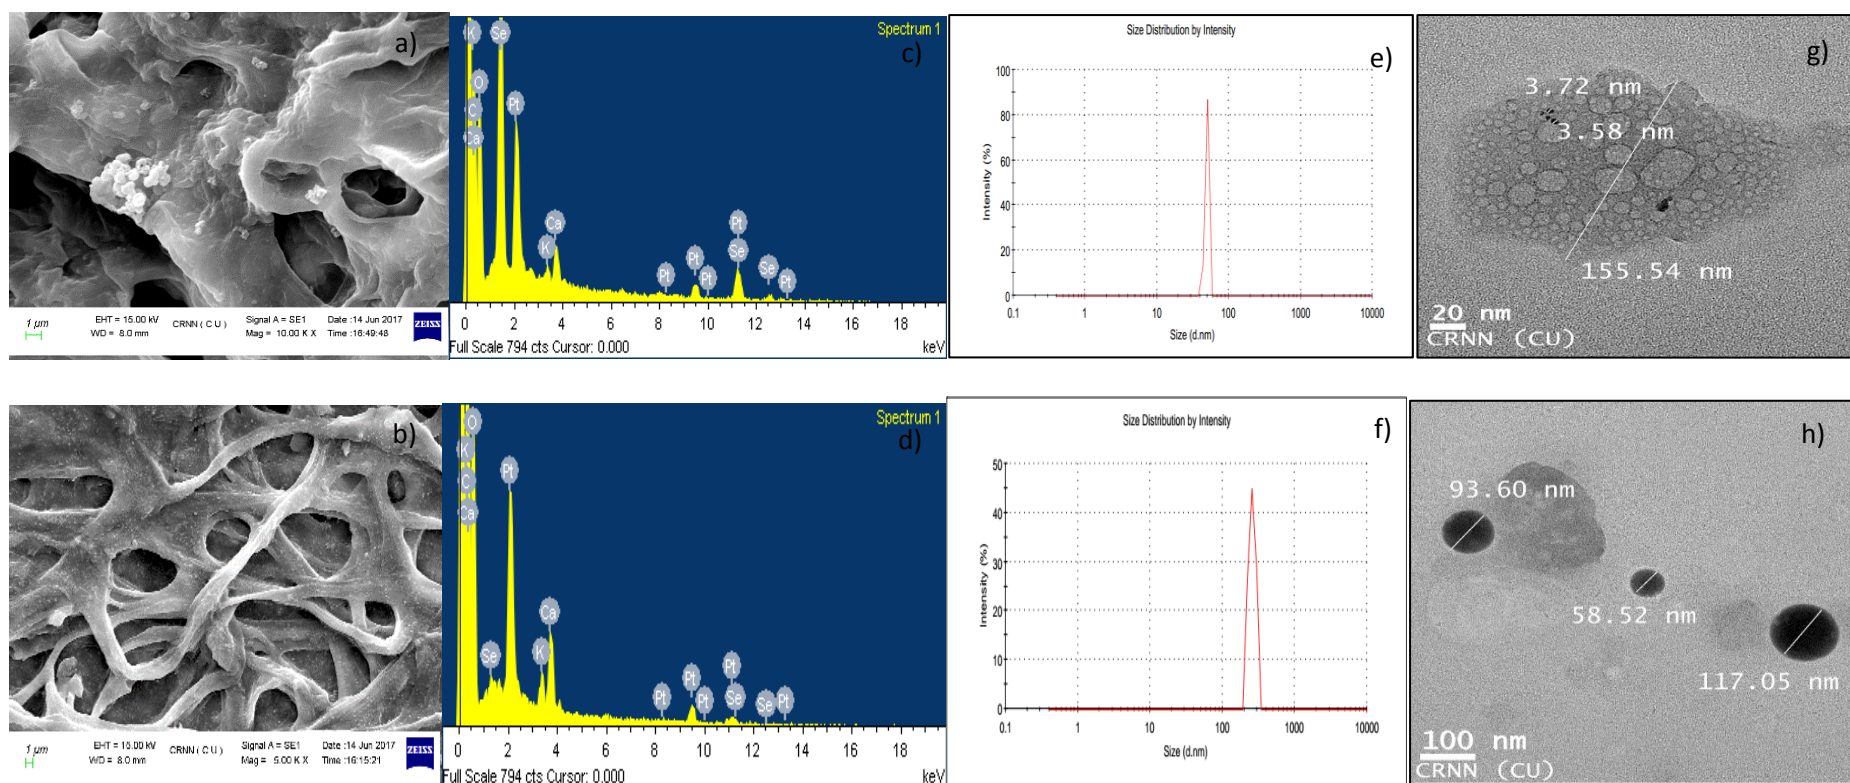 a)
1 µm
EHT = 15.00 kV
WD = 8.0 mm
CRNN ( C U )
Signal A = SE1
Mag = 10.00 K X
Date :14 Jun 2017
Time :16:49:48
ZEISS
Spectrum 1
c)
K
Se
O
C
Pt
Ca
Ca
K
Pt
Pt
Pt
Pt
Se
Se
Pt
0 2 4 6 8 10 12 14 16 18
Full Scale 794 cts Cursor: 0.000
keV
Size Distribution by Intensity
e)
Intensity (%)
100
80
60
40
20
0
0.1 1 10 100 1000 10000
Size (d.nm)
g)
3.72 nm
3.58 nm
155.54 nm
20 nm
CRNN (CU)
b)
1 µm
EHT = 15.00 kV
WD = 8.0 mm
CRNN ( C U )
Signal A = SE1
Mag = 5.00 K X
Date :14 Jun 2017
Time :16:15:21
ZEISS
Spectrum 1
d)
O
K
Pt
C
Ca
Ca
Se
K
Pt
Pt
Pt
Pt
Se
Se
Pt
0 2 4 6 8 10 12 14 16 18
Full Scale 794 cts Cursor: 0.000
keV
Size Distribution by Intensity
f)
Intensity (%)
50
40
30
20
10
0
0.1 1 10 100 1000 10000
Size (d.nm)
h)
93.60 nm
58.52 nm
117.05 nm
100 nm
CRNN (CU)